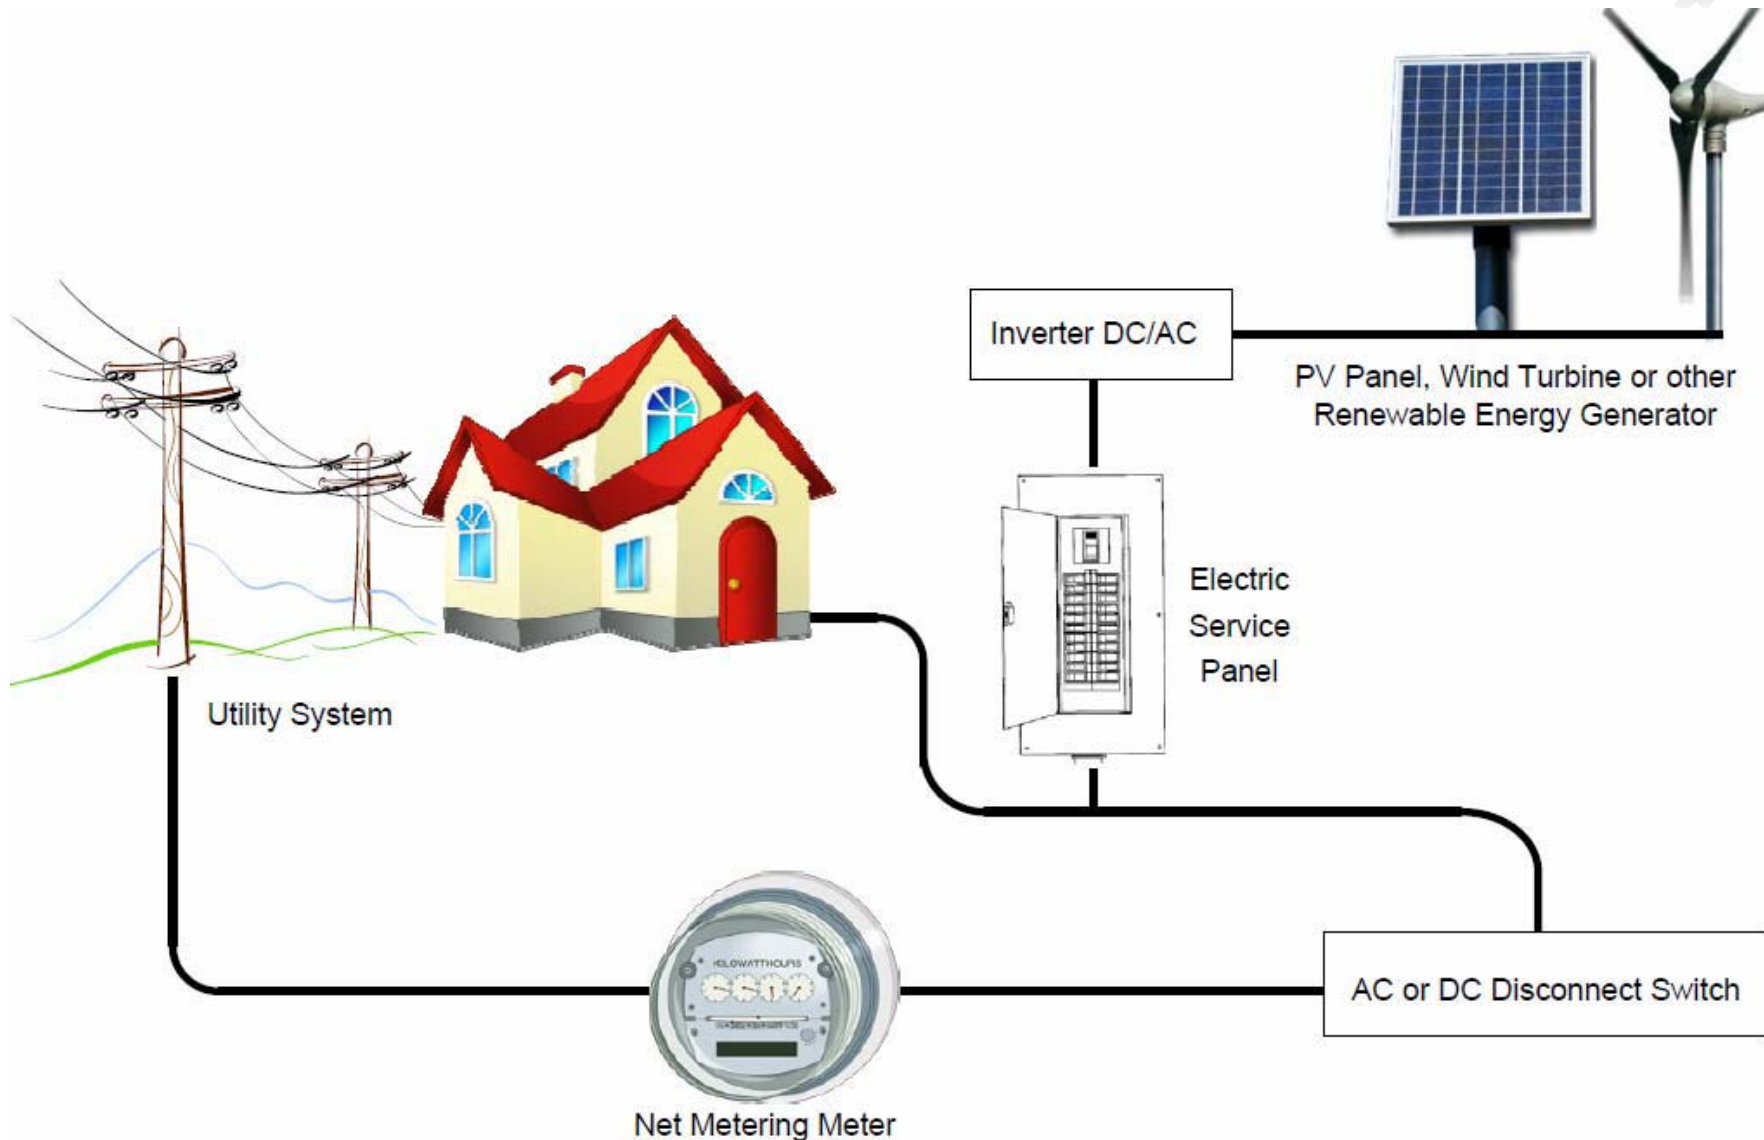 Inverter DC/AC
PV Panel, Wind Turbine or other
Renewable Energy Generator
Electric
Service
Panel
Utility System
KILOWATTHOURS
AC or DC Disconnect Switch
Net Metering Meter